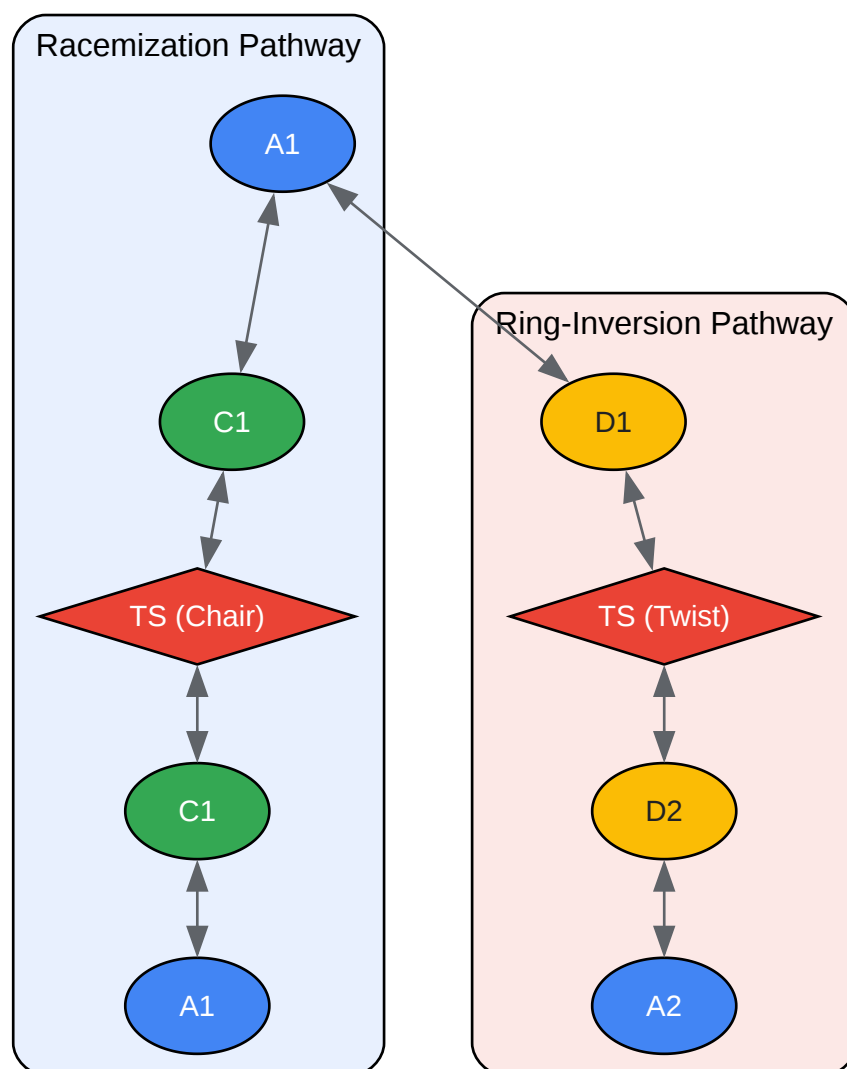 Racemization Pathway
A1
C1
TS (Chair)
C1
A1
Ring-Inversion Pathway
D1
TS (Twist)
D2
A2